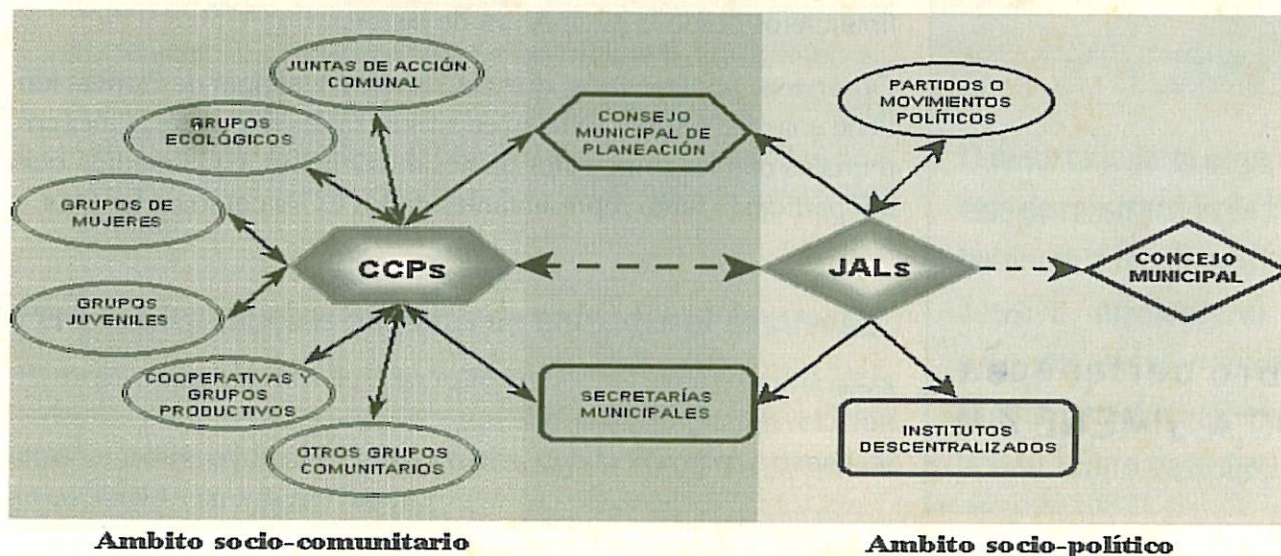 JUNTAS DE ACCIÓN
COMUNAL
GRUPOS
ECOLÓGICOS
GRUPOS DE
MUJERES
GRUPOS
JUVENILES
COOPERATIVAS Y
GRUPOS
PRODUCTIVOS
OTROS GRUPOS
COMUNITARIOS
CCPs
CONSEJO
MUNICIPAL DE
PLANEACIÓN
SECRETARÍAS
MUNICIPALES
PARTIDOS O
MOVIMIENTOS
POLÍTICOS
JALs
CONCEJO
MUNICIPAL
INSTITUTOS
DESCENTRALIZADOS
Ambito socio-comunitario
Ambito socio-político